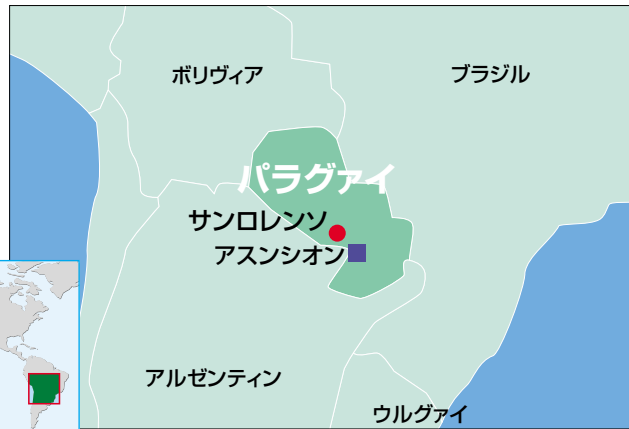 ボリヴィア
ブラジル
パラグァイ
サンロレンソ
アスンシオン
アルゼンティン
ウルグァイ